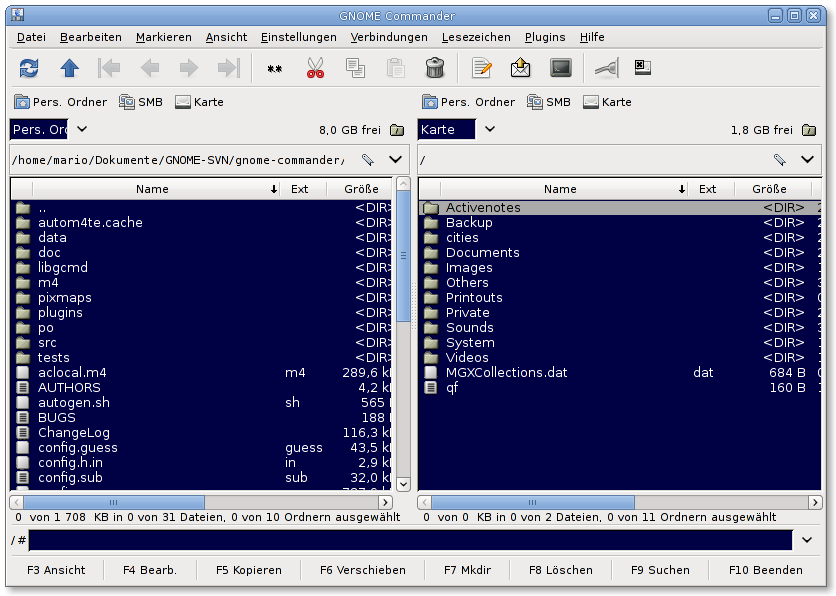 GNOME Commander
Datei Bearbeiten Markieren Ansicht Einstellungen Verbindungen Lesezeichen Plugins Hilfe
Pers. Ordner SMB Karte
Pers. Ordner SMB Karte
Pers. Ord 8,0 GB frei
Karte 1,8 GB frei
/home/mario/Dokumente/GNOME-SVN/gnome-commander/
/
Name Ext Größe
..  <DIR>
autom4te.cache <DIR>
data <DIR>
doc <DIR>
libgcmd <DIR>
m4 <DIR>
pixmaps <DIR>
plugins <DIR>
po <DIR>
src <DIR>
tests <DIR>
aclocal.m4 m4 289,6 k
AUTHORS 4,2 k
autogen.sh sh 565
BUGS 188
ChangeLog 116,3 k
config.guess guess 43,5 k
config.h.in in 2,9 k
config.sub sub 32,0 k
0 von 1 708 KB in 0 von 31 Dateien, 0 von 10 Ordnern ausgewählt
Name Ext Größe
Activenotes <DIR>
Backup <DIR>
cities <DIR>
Documents <DIR>
Images <DIR>
Others <DIR>
Printouts <DIR>
Private <DIR>
Sounds <DIR>
System <DIR>
Videos <DIR>
MGXCollections.dat dat 684 B
qf 160 B
0 von 0 KB in 0 von 2 Dateien, 0 von 11 Ordnern ausgewählt
/ #
F3 Ansicht F4 Bearb. F5 Kopieren F6 Verschieben F7 Mkdir F8 Löschen F9 Suchen F10 Beenden